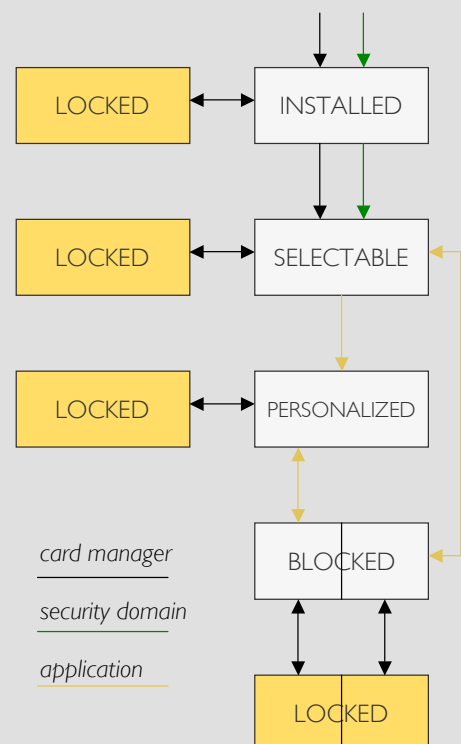 LOCKED
INSTALLED
LOCKED
SELECTABLE
LOCKED
PERSONALIZED
card manager
BLOCKED
security domain
application
LOCKED